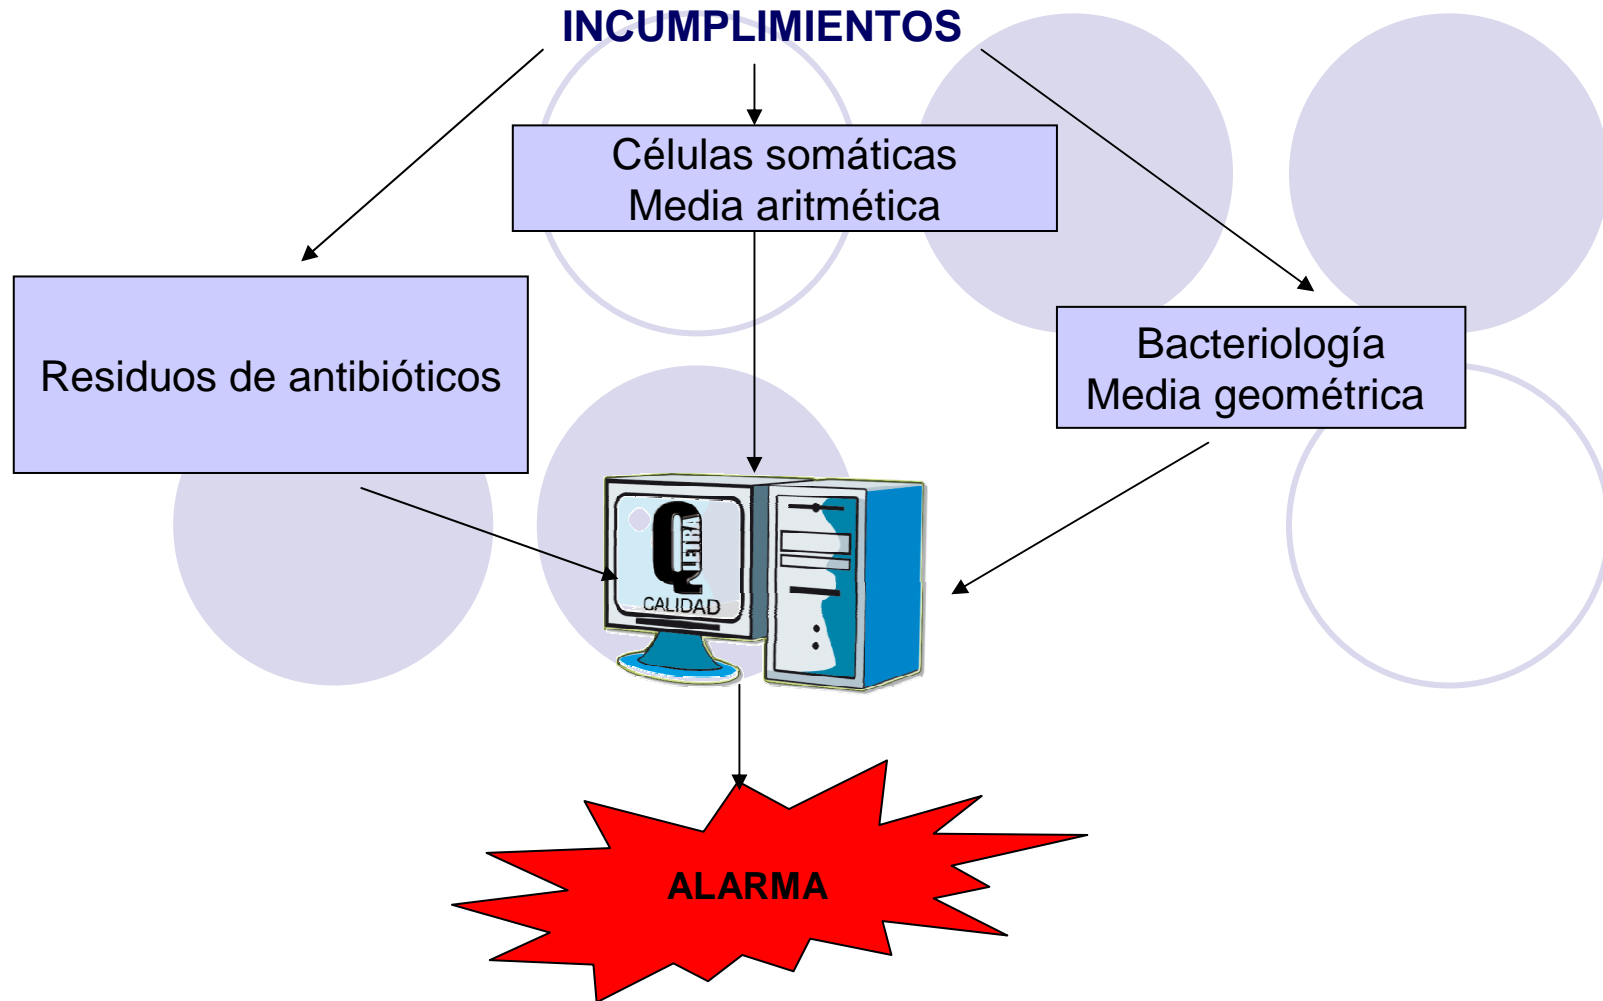 INCUMPLIMIENTOS
Células somáticas
Media aritmética
Residuos de antibióticos
Bacteriología
Media geométrica
Q LETRA
CALIDAD
ALARMA